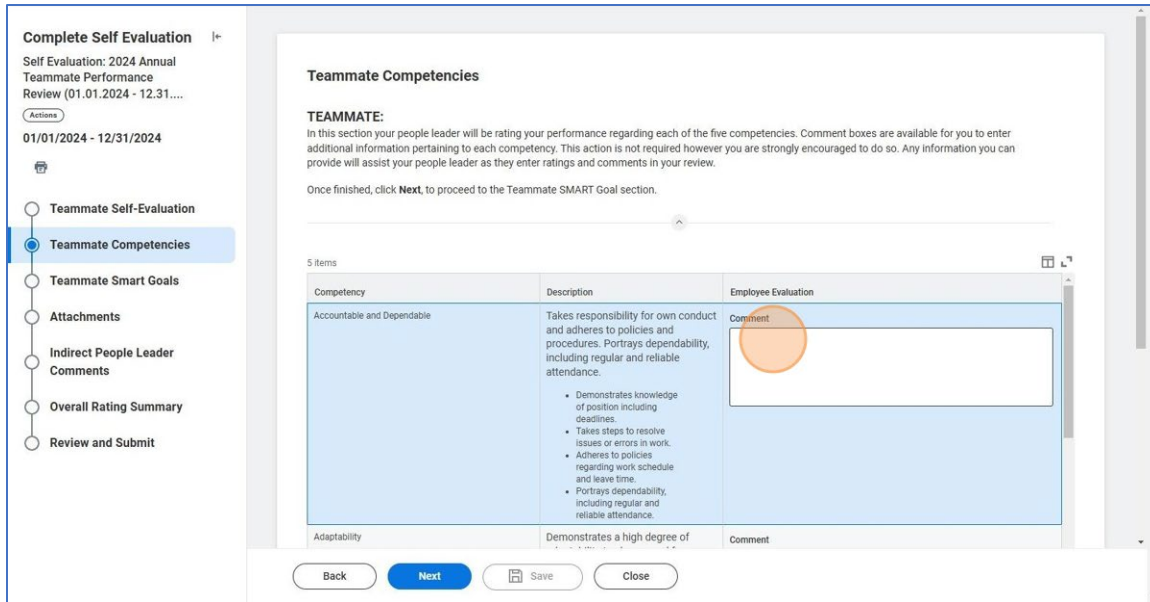 Complete Self Evaluation
Self Evaluation: 2024 Annual
Teammate Performance
Review (01.01.2024 - 12.31....
Actions
01/01/2024 - 12/31/2024
Teammate Self-Evaluation
Teammate Competencies
Teammate Smart Goals
Attachments
Indirect People Leader
Comments
Overall Rating Summary
Review and Submit
Teammate Competencies
TEAMMATE:
In this section your people leader will be rating your performance regarding each of the five competencies. Comment boxes are available for you to enter
additional information pertaining to each competency. This action is not required however you are strongly encouraged to do so. Any information you can
provide will assist your people leader as they enter ratings and comments in your review.
Once finished, click Next, to proceed to the Teammate SMART Goal section.
5 items
Competency Description Employee Evaluation
Accountable and Dependable
Takes responsibility for own conduct
and adheres to policies and
procedures. Portrays dependability,
including regular and reliable
attendance.
• Demonstrates knowledge
of position including
deadlines.
• Takes steps to resolve
issues or errors in work.
• Adheres to policies
regarding work schedule
and leave time.
• Portrays dependability,
including regular and
reliable attendance.
Comment
Adaptability
Demonstrates a high degree of
Comment
Back Next Save Close